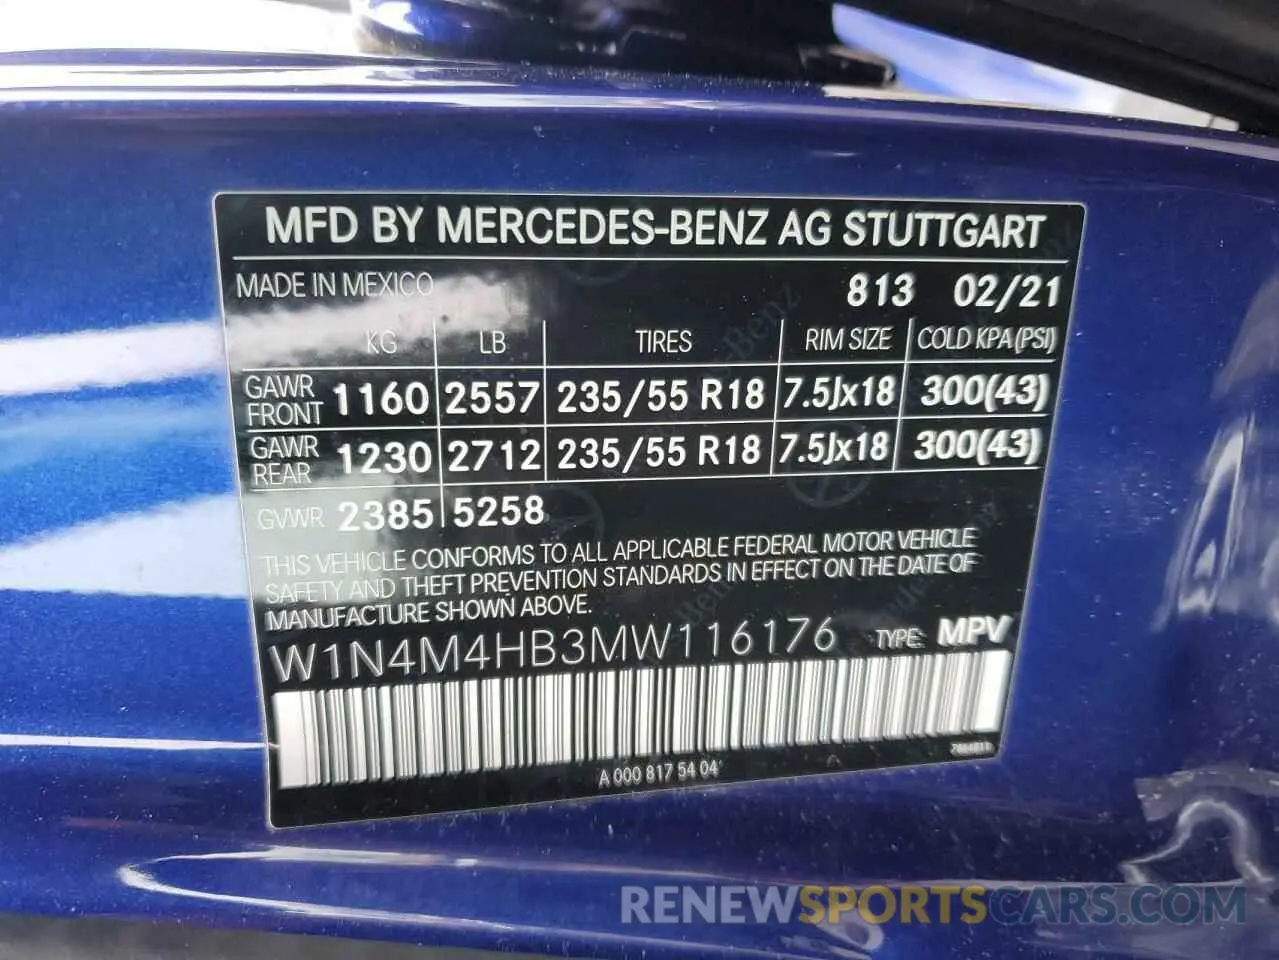 MFD BY MERCEDES-BENZ AG STUTTGART
MADE IN MEXICO 813 02/21
KG LB TIRES RIM SIZE COLD KPA (PSI)
GAWR FRONT 1160 2557 235/55 R18 7.5Jx18 300(43)
GAWR REAR 1230 2712 235/55 R18 7.5Jx18 300(43)
GVWR 2385 5258
THIS VEHICLE CONFORMS TO ALL APPLICABLE FEDERAL MOTOR VEHICLE
SAFETY AND THEFT PREVENTION STANDARDS IN EFFECT ON THE DATE OF
MANUFACTURE SHOWN ABOVE.
W1N4M4HB3MW116176 TYPE: MPV
A 000 817 54 04
RENEWSPORTSCARS.COM